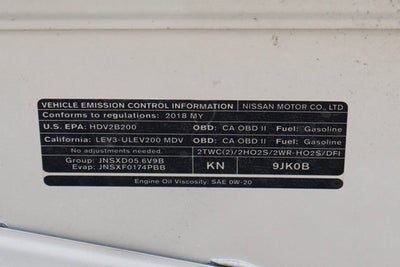 VEHICLE EMISSION CONTROL INFORMATION NISSAN MOTOR CO., LTD.
Conforms to regulations: 2018 MY
U.S. EPA: HDV2B200 OBD: CA OBD II Fuel: Gasoline
California: LEV3-ULEV200 MDV OBD: CA OBD II Fuel: Gasoline
No adjustments needed. 2TWC(2)/2HO2S/2WR-HO2S/DFI
Group: JNSXD05.6V9B KN 9JK0B
Evap: JNSXF0174PBB
Engine Oil Viscosity: SAE 0W-20